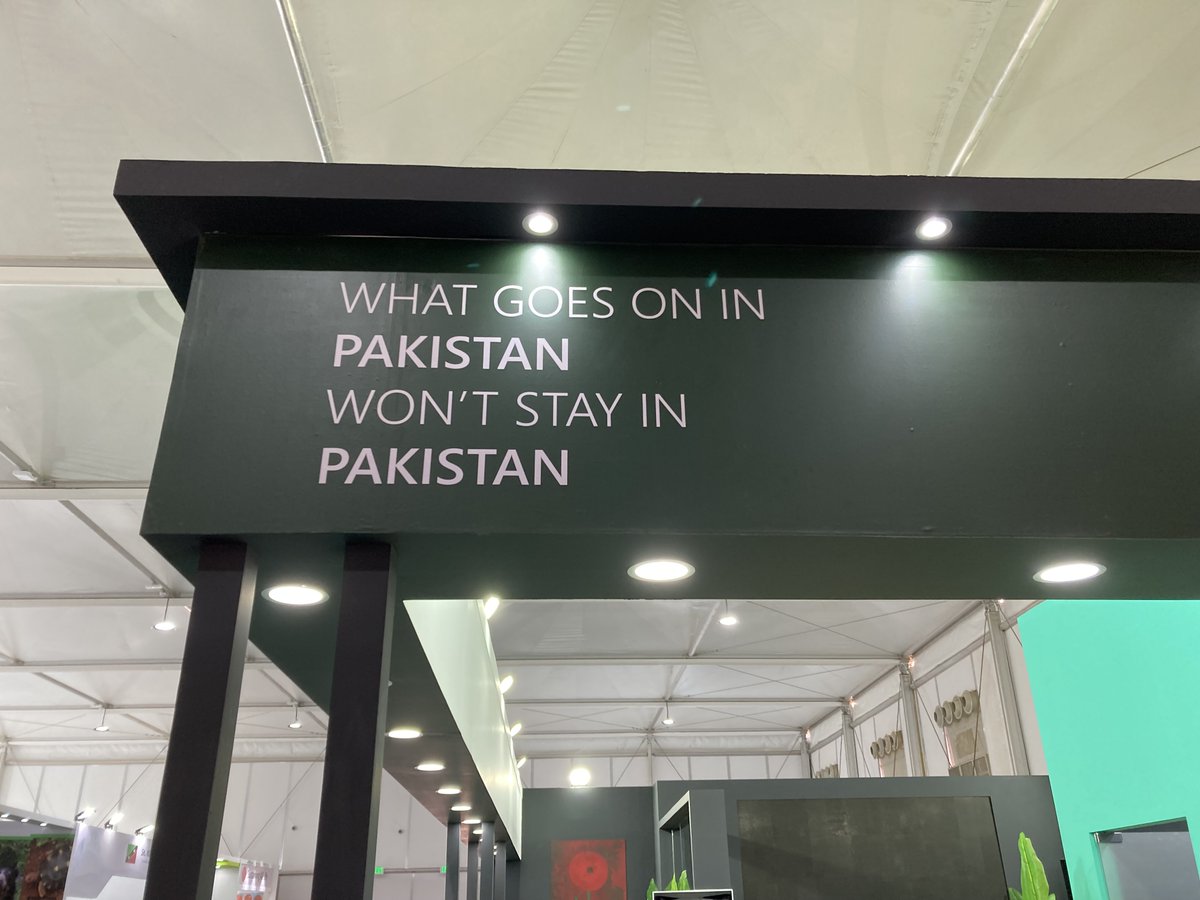 WHAT GOES ON IN
PAKISTAN
WON'T STAY IN
PAKISTAN